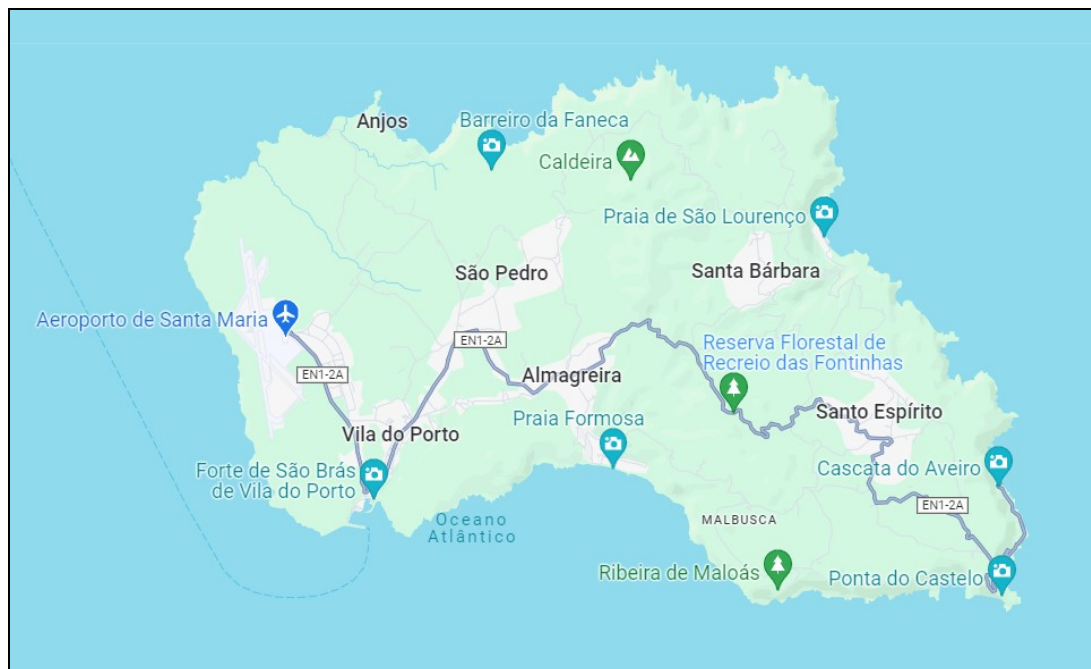 Anjos
Barreiro da Faneca
Caldeira
Praia de São Lourenço
São Pedro
Santa Bárbara
Aeroporto de Santa Maria
EN1-2A
Reserva Florestal de
Recreio das Fontinhas
EN1-2A
Almagreira
Vila do Porto
Praia Formosa
Santo Espírito
Forte de São Brás
de Vila do Porto
Cascata do Aveiro
EN1-2A
Oceano
Atlântico
MALBUSCA
Ribeira de Maloás
Ponta do Castelo